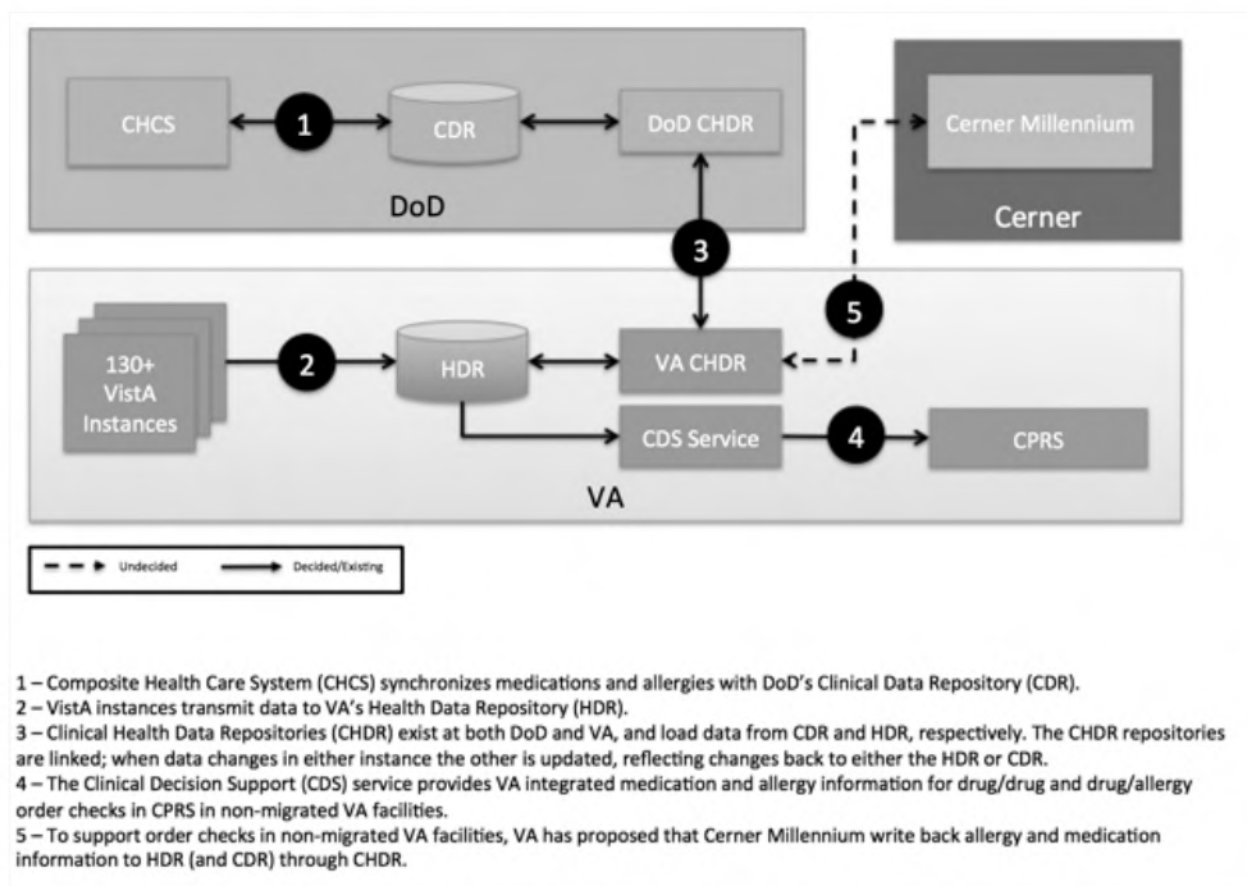 CHCS
1
CDR
DoD CHDR
Cerner Millennium
DoD
Cerner
3
5
130+
VistA
Instances
2
HDR
VA CHDR
CDS Service
4
CPRS
VA
Undecided
Decided/Existing
1 – Composite Health Care System (CHCS) synchronizes medications and allergies with DoD's Clinical Data Repository (CDR).
2 – VistA instances transmit data to VA's Health Data Repository (HDR).
3 – Clinical Health Data Repositories (CHDR) exist at both DoD and VA, and load data from CDR and HDR, respectively. The CHDR repositories
are linked; when data changes in either instance the other is updated, reflecting changes back to either the HDR or CDR.
4 – The Clinical Decision Support (CDS) service provides VA integrated medication and allergy information for drug/drug and drug/allergy
order checks in CPRS in non-migrated VA facilities.
5 – To support order checks in non-migrated VA facilities, VA has proposed that Cerner Millennium write back allergy and medication
information to HDR (and CDR) through CHDR.